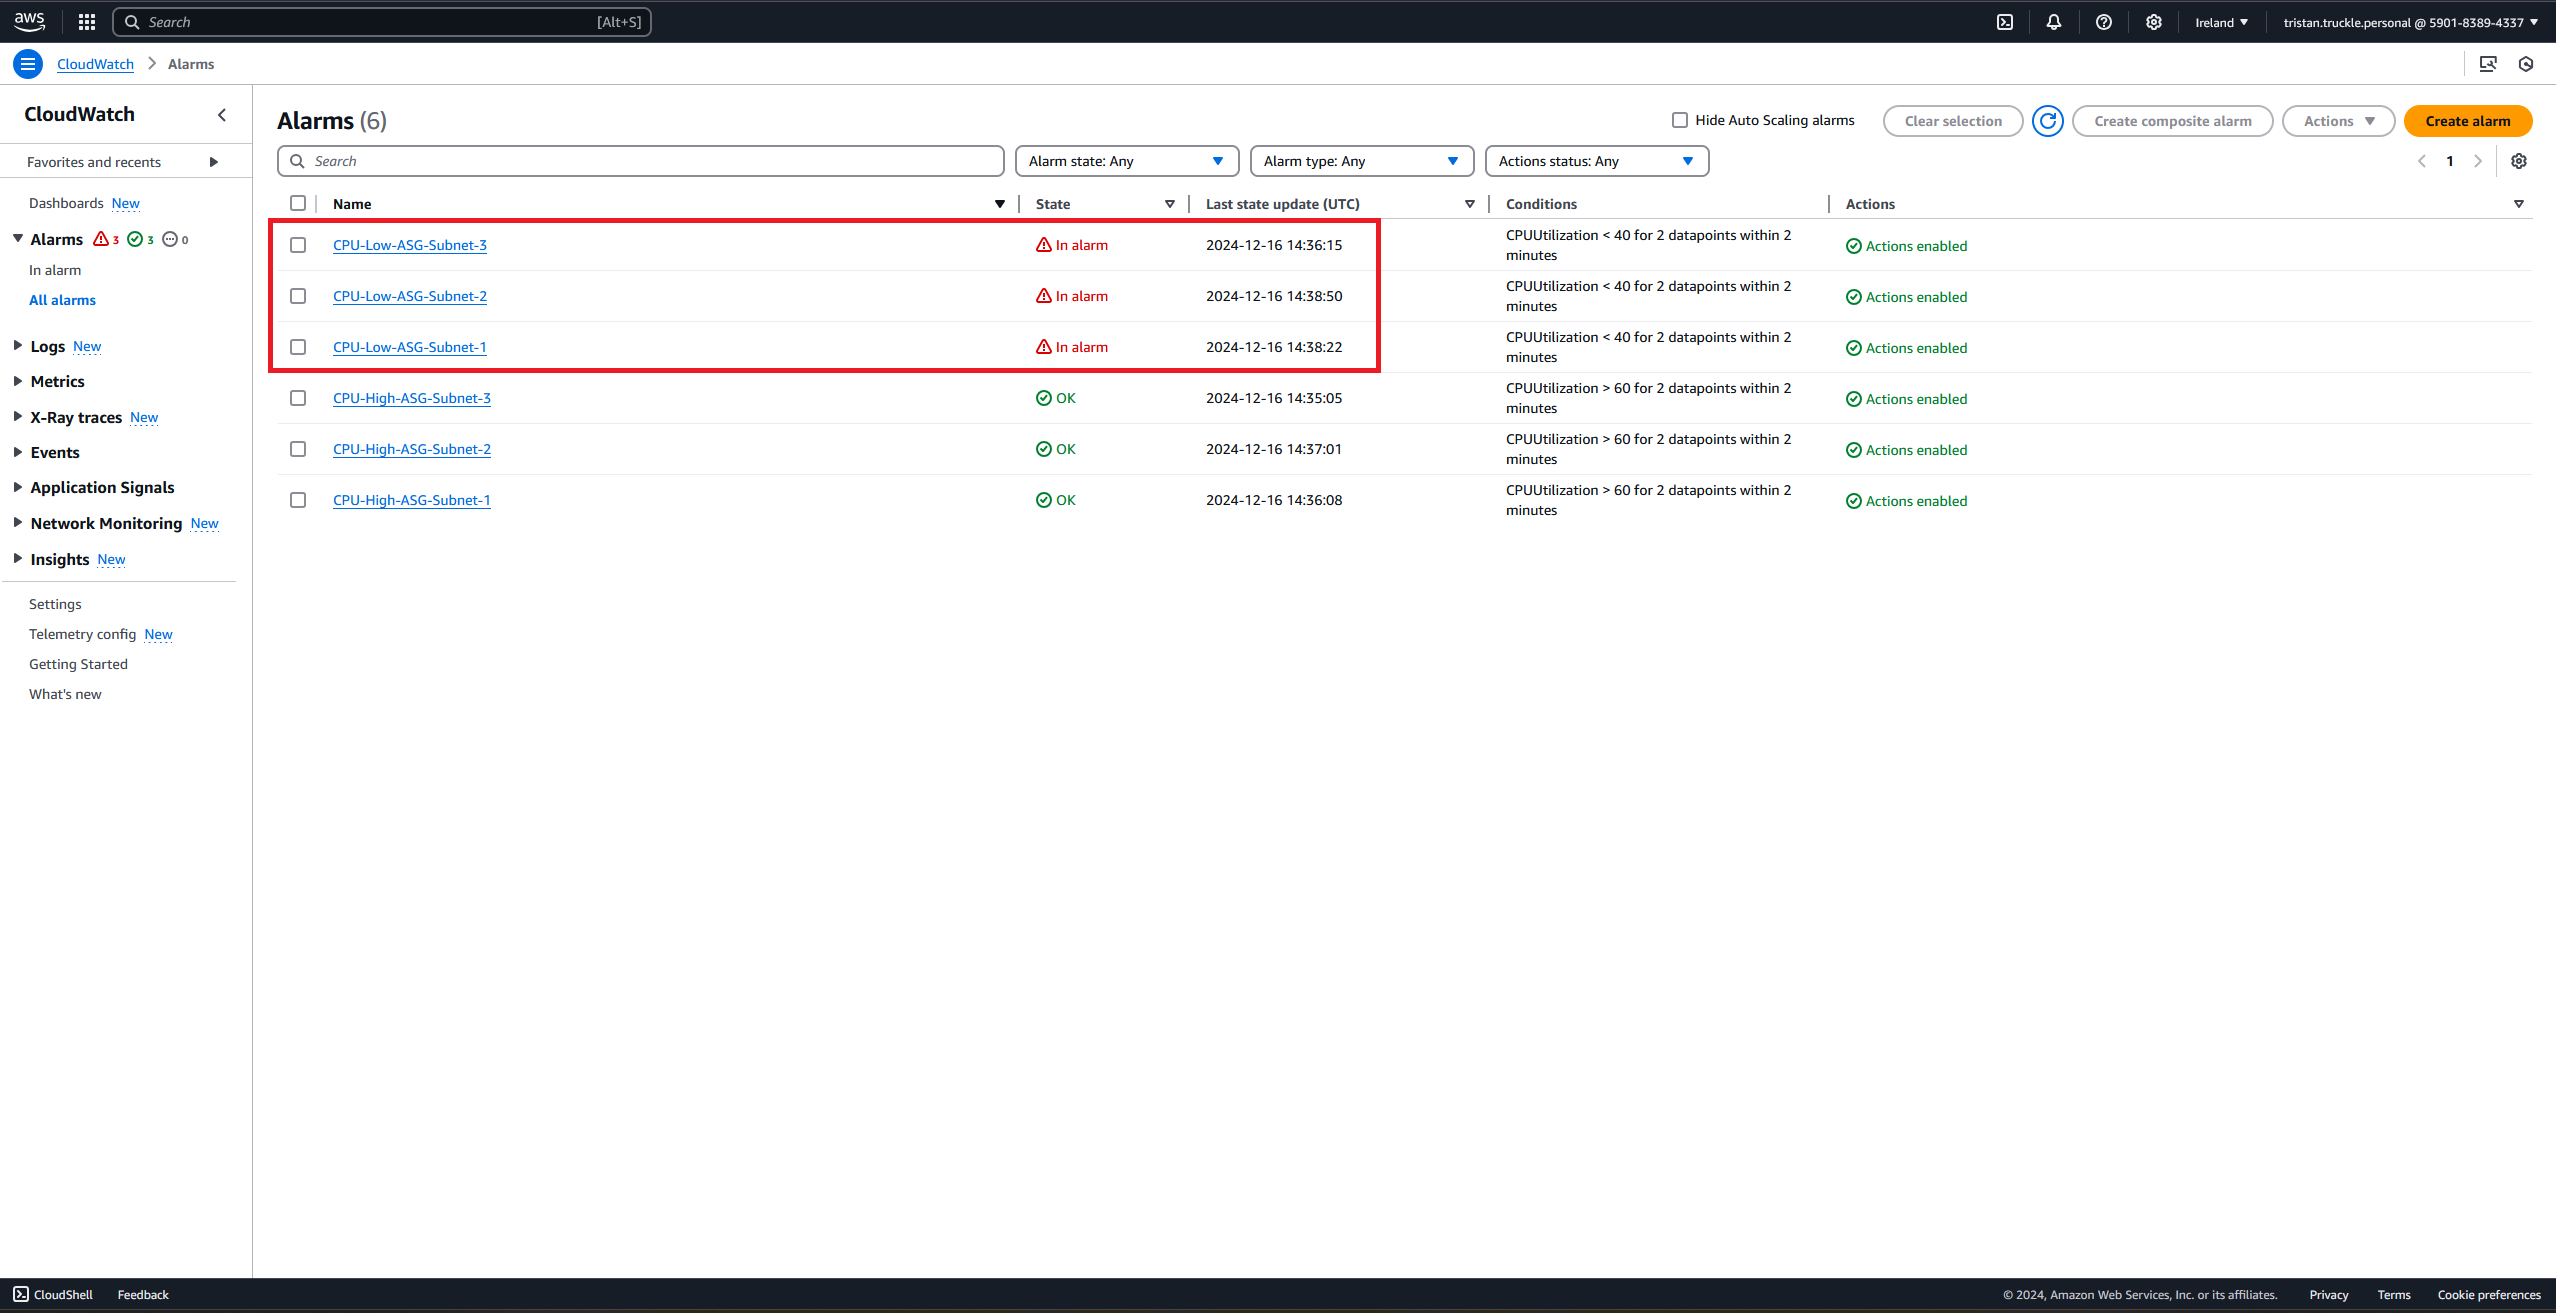 aws
Search [Alt+S]
Ireland
tristan.truckle.personal @ 5901-8389-4337
CloudWatch
Alarms
CloudWatch
Favorites and recents
Dashboards New
Alarms 3 3 0
In alarm
All alarms
Logs New
Metrics
X-Ray traces New
Events
Application Signals
Network Monitoring New
Insights New
Settings
Telemetry config New
Getting Started
What's new
Alarms (6)
Hide Auto Scaling alarms
Clear selection
Create composite alarm
Actions
Create alarm
Search
Alarm state: Any
Alarm type: Any
Actions status: Any
1
Name State Last state update (UTC) Conditions Actions
CPU-Low-ASG-Subnet-3 In alarm 2024-12-16 14:36:15 CPUUtilization < 40 for 2 datapoints within 2
minutes
Actions enabled
CPU-Low-ASG-Subnet-2 In alarm 2024-12-16 14:38:50 CPUUtilization < 40 for 2 datapoints within 2
minutes
Actions enabled
CPU-Low-ASG-Subnet-1 In alarm 2024-12-16 14:38:22 CPUUtilization < 40 for 2 datapoints within 2
minutes
Actions enabled
CPU-High-ASG-Subnet-3 OK 2024-12-16 14:35:05 CPUUtilization > 60 for 2 datapoints within 2
minutes
Actions enabled
CPU-High-ASG-Subnet-2 OK 2024-12-16 14:37:01 CPUUtilization > 60 for 2 datapoints within 2
minutes
Actions enabled
CPU-High-ASG-Subnet-1 OK 2024-12-16 14:36:08 CPUUtilization > 60 for 2 datapoints within 2
minutes
Actions enabled
CloudShell
Feedback
© 2024, Amazon Web Services, Inc. or its affiliates.
Privacy
Terms
Cookie preferences